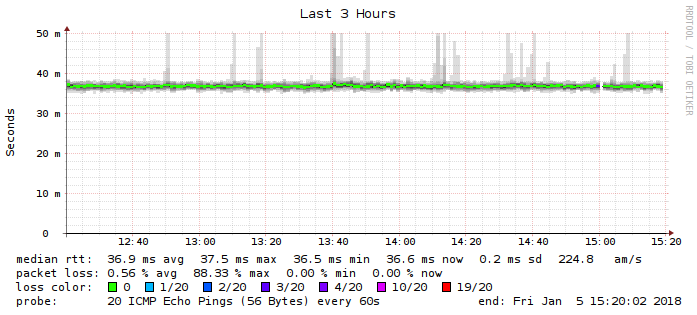 Last 3 Hours
RRDTOOL / TOBI OETIKER
Seconds
50 m
40 m
30 m
20 m
10 m
0
12:40 13:00 13:20 13:40 14:00 14:20 14:40 15:00 15:20
median rtt: 36.9 ms avg 37.5 ms max 36.5 ms min 36.6 ms now 0.2 ms sd 224.8 am/s
packet loss: 0.56 % avg 88.33 % max 0.00 % min 0.00 % now
loss color: 0 1/20 2/20 3/20 4/20 10/20 19/20
probe: 20 ICMP Echo Pings (56 Bytes) every 60s end: Fri Jan 5 15:20:02 2018